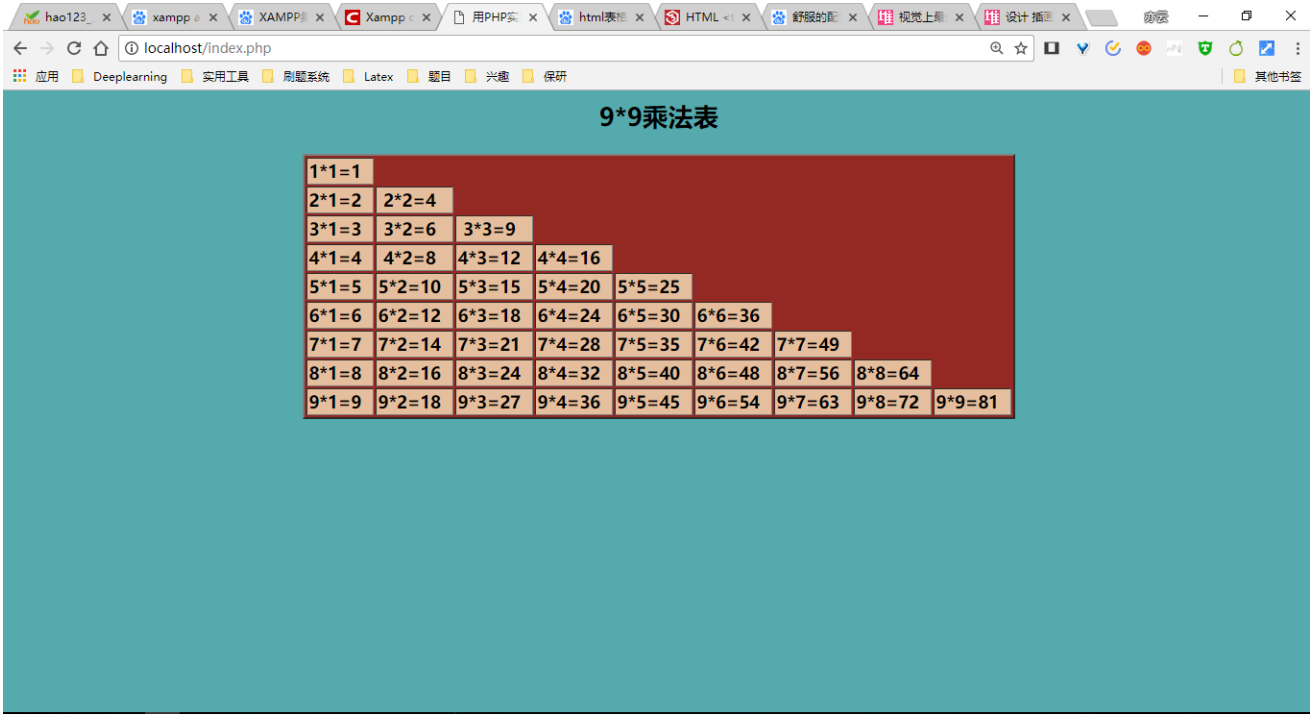 hao123_
xampp a
XAMPP
Xampp c
用PHP实
html表格
HTML <t
舒服的配
视觉上最
设计 插画
亦云
localhost/index.php
应用 Deeplearning 实用工具 刷题系统 Latex 题目 兴趣 保研 其他书签
9*9乘法表
1*1=1
2*1=2 2*2=4
3*1=3 3*2=6 3*3=9
4*1=4 4*2=8 4*3=12 4*4=16
5*1=5 5*2=10 5*3=15 5*4=20 5*5=25
6*1=6 6*2=12 6*3=18 6*4=24 6*5=30 6*6=36
7*1=7 7*2=14 7*3=21 7*4=28 7*5=35 7*6=42 7*7=49
8*1=8 8*2=16 8*3=24 8*4=32 8*5=40 8*6=48 8*7=56 8*8=64
9*1=9 9*2=18 9*3=27 9*4=36 9*5=45 9*6=54 9*7=63 9*8=72 9*9=81